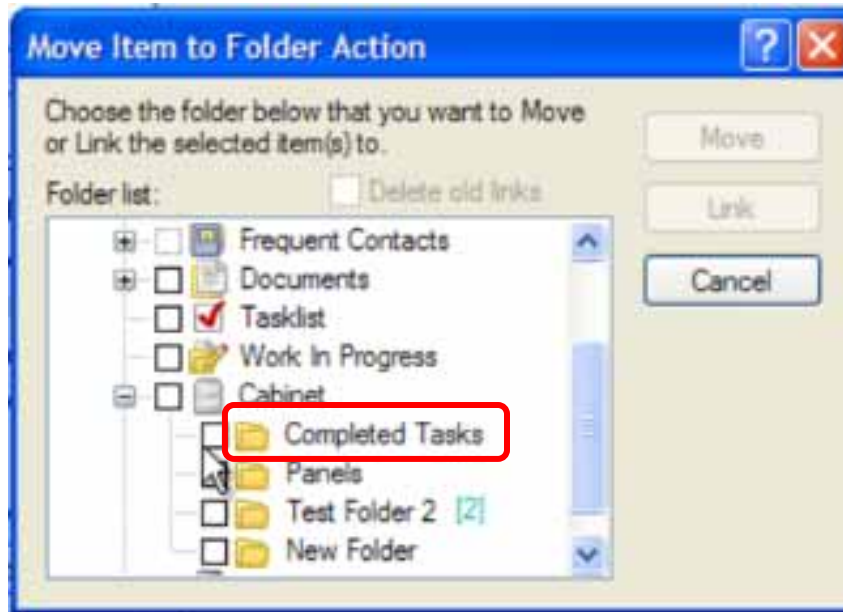 Move Item to Folder Action
Choose the folder below that you want to Move
or Link the selected item(s) to.
Move
Folder list:
Delete old links
Link
Frequent Contacts
Documents
Cancel
Tasklist
Work In Progress
Cabinet
Completed Tasks
Panels
Test Folder 2 [2]
New Folder